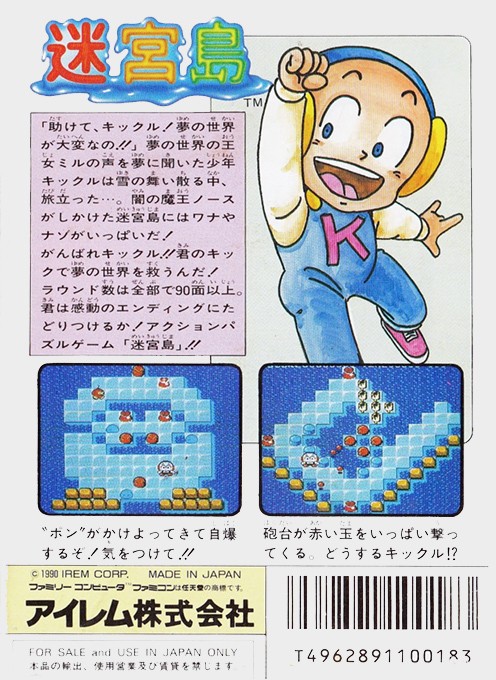 迷宮島
TM
「助けて、キックル!夢の世界
が大変なの!!」夢の世界の王
女ミルの声を夢に聞いた少年
キックルは雪の舞い散る中、
旅立った…。闇の魔王ノース
がしかけた迷宮島にはワナや
ナゾがいっぱいだ!
がんばれキックル!!君のキッ
クで夢の世界を救うんだ!
ラウンド数は全部で90面以上。
君は感動のエンディングにた
どりつけるか!アクションパ
ズルゲーム「迷宮島」!!
K
"ボン"がかけよってきて自爆
するぞ!気をつけて!!
砲台が赤い玉をいっぱい撃っ
てくる。どうするキックル!?
© 1990 IREM CORP. MADE IN JAPAN
ファミリーコンピュータ ファミコンは任天堂の商標です。
アイレム株式会社
FOR SALE and USE IN JAPAN ONLY
本品の輸出、使用営業及び賃貸を禁じます
T4962891100183